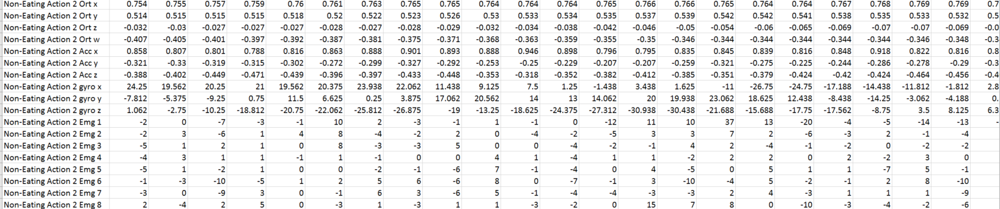 Non-Eating Action 2 Ort x 0.754 0.755 0.757 0.759 0.76 0.761 0.763 0.765 0.765 0.764 0.764 0.764 0.765 0.766 0.766 0.765 0.764 0.764 0.767 0.768 0.769 0.769 0.7
Non-Eating Action 2 Ort y 0.514 0.515 0.515 0.515 0.518 0.52 0.522 0.523 0.526 0.53 0.533 0.534 0.535 0.537 0.539 0.542 0.542 0.541 0.538 0.535 0.533 0.532 0.5
Non-Eating Action 2 Ort z -0.032 -0.03 -0.027 -0.027 -0.027 -0.028 -0.027 -0.028 -0.029 -0.032 -0.034 -0.038 -0.042 -0.046 -0.05 -0.054 -0.06 -0.065 -0.069 -0.07 -0.07 -0.069 -0.0
Non-Eating Action 2 Ort w -0.407 -0.405 -0.401 -0.397 -0.392 -0.387 -0.381 -0.375 -0.371 -0.368 -0.363 -0.359 -0.355 -0.35 -0.346 -0.344 -0.344 -0.344 -0.344 -0.346 -0.346 -0.348 -0.3
Non-Eating Action 2 Acc x 0.858 0.807 0.801 0.788 0.816 0.863 0.888 0.901 0.893 0.888 0.946 0.898 0.796 0.795 0.835 0.845 0.839 0.816 0.848 0.918 0.822 0.816 0.8
Non-Eating Action 2 Acc y -0.321 -0.33 -0.319 -0.315 -0.302 -0.272 -0.299 -0.327 -0.292 -0.253 -0.25 -0.229 -0.207 -0.207 -0.259 -0.321 -0.275 -0.225 -0.244 -0.286 -0.278 -0.29 -0.3
Non-Eating Action 2 Acc z -0.388 -0.402 -0.449 -0.471 -0.439 -0.396 -0.397 -0.433 -0.448 -0.353 -0.318 -0.352 -0.382 -0.412 -0.385 -0.351 -0.379 -0.424 -0.42 -0.424 -0.464 -0.456 -0.4
Non-Eating Action 2 gyro x 24.25 19.562 20.25 21 19.562 20.375 23.938 22.062 11.438 9.125 7.5 1.25 -1.438 3.438 1.625 -11 -26.75 -24.75 -17.188 -14.438 -11.812 -1.812 2.8
Non-Eating Action 2 gyro y -7.812 -5.375 -9.25 0.75 11.5 6.625 0.25 3.875 17.062 20.562 14 13 14.062 20 19.938 23.062 18.625 12.438 -8.438 -14.25 -3.062 -4.188 0.
Non-Eating Action 2 gyro z 1.062 -2.75 -10.25 -18.812 -20.75 -22.062 -25.812 -26.875 -19 -13.25 -18.625 -24.375 -27.312 -30.938 -30.438 -21.688 -15.688 -17.75 -17.562 -8.75 3.5 8.125 6.3
Non-Eating Action 2 Emg 1 -2 0 -7 -3 -1 10 2 -3 -1 1 -1 0 -12 11 10 37 13 -20 -4 -5 -14 -13 -
Non-Eating Action 2 Emg 2 -2 3 -6 1 4 8 -4 -2 2 0 -4 -2 -5 3 3 7 2 -6 -3 2 -1 -4
Non-Eating Action 2 Emg 3 -5 1 2 1 0 8 -3 -3 5 0 0 -4 -2 -1 4 2 -4 -1 -2 0 -2 -2
Non-Eating Action 2 Emg 4 -4 3 1 1 -1 1 -1 0 0 4 1 -4 1 1 -2 2 2 0 2 -2 3 0
Non-Eating Action 2 Emg 5 -5 1 -2 1 0 0 -2 -1 -6 7 -1 -4 0 4 -5 0 5 1 1 -7 5 -1
Non-Eating Action 2 Emg 6 -1 -3 -10 -5 1 2 5 6 -6 8 0 -7 -1 3 -10 -4 5 -2 -1 2 8 -10
Non-Eating Action 2 Emg 7 -3 0 -9 3 0 -1 6 3 -6 5 -1 -4 -4 -3 -3 2 4 -3 1 1 1 -9
Non-Eating Action 2 Emg 8 2 -4 2 5 0 -3 1 -3 1 1 -3 -2 0 15 7 8 0 -10 -3 -4 -2 -6